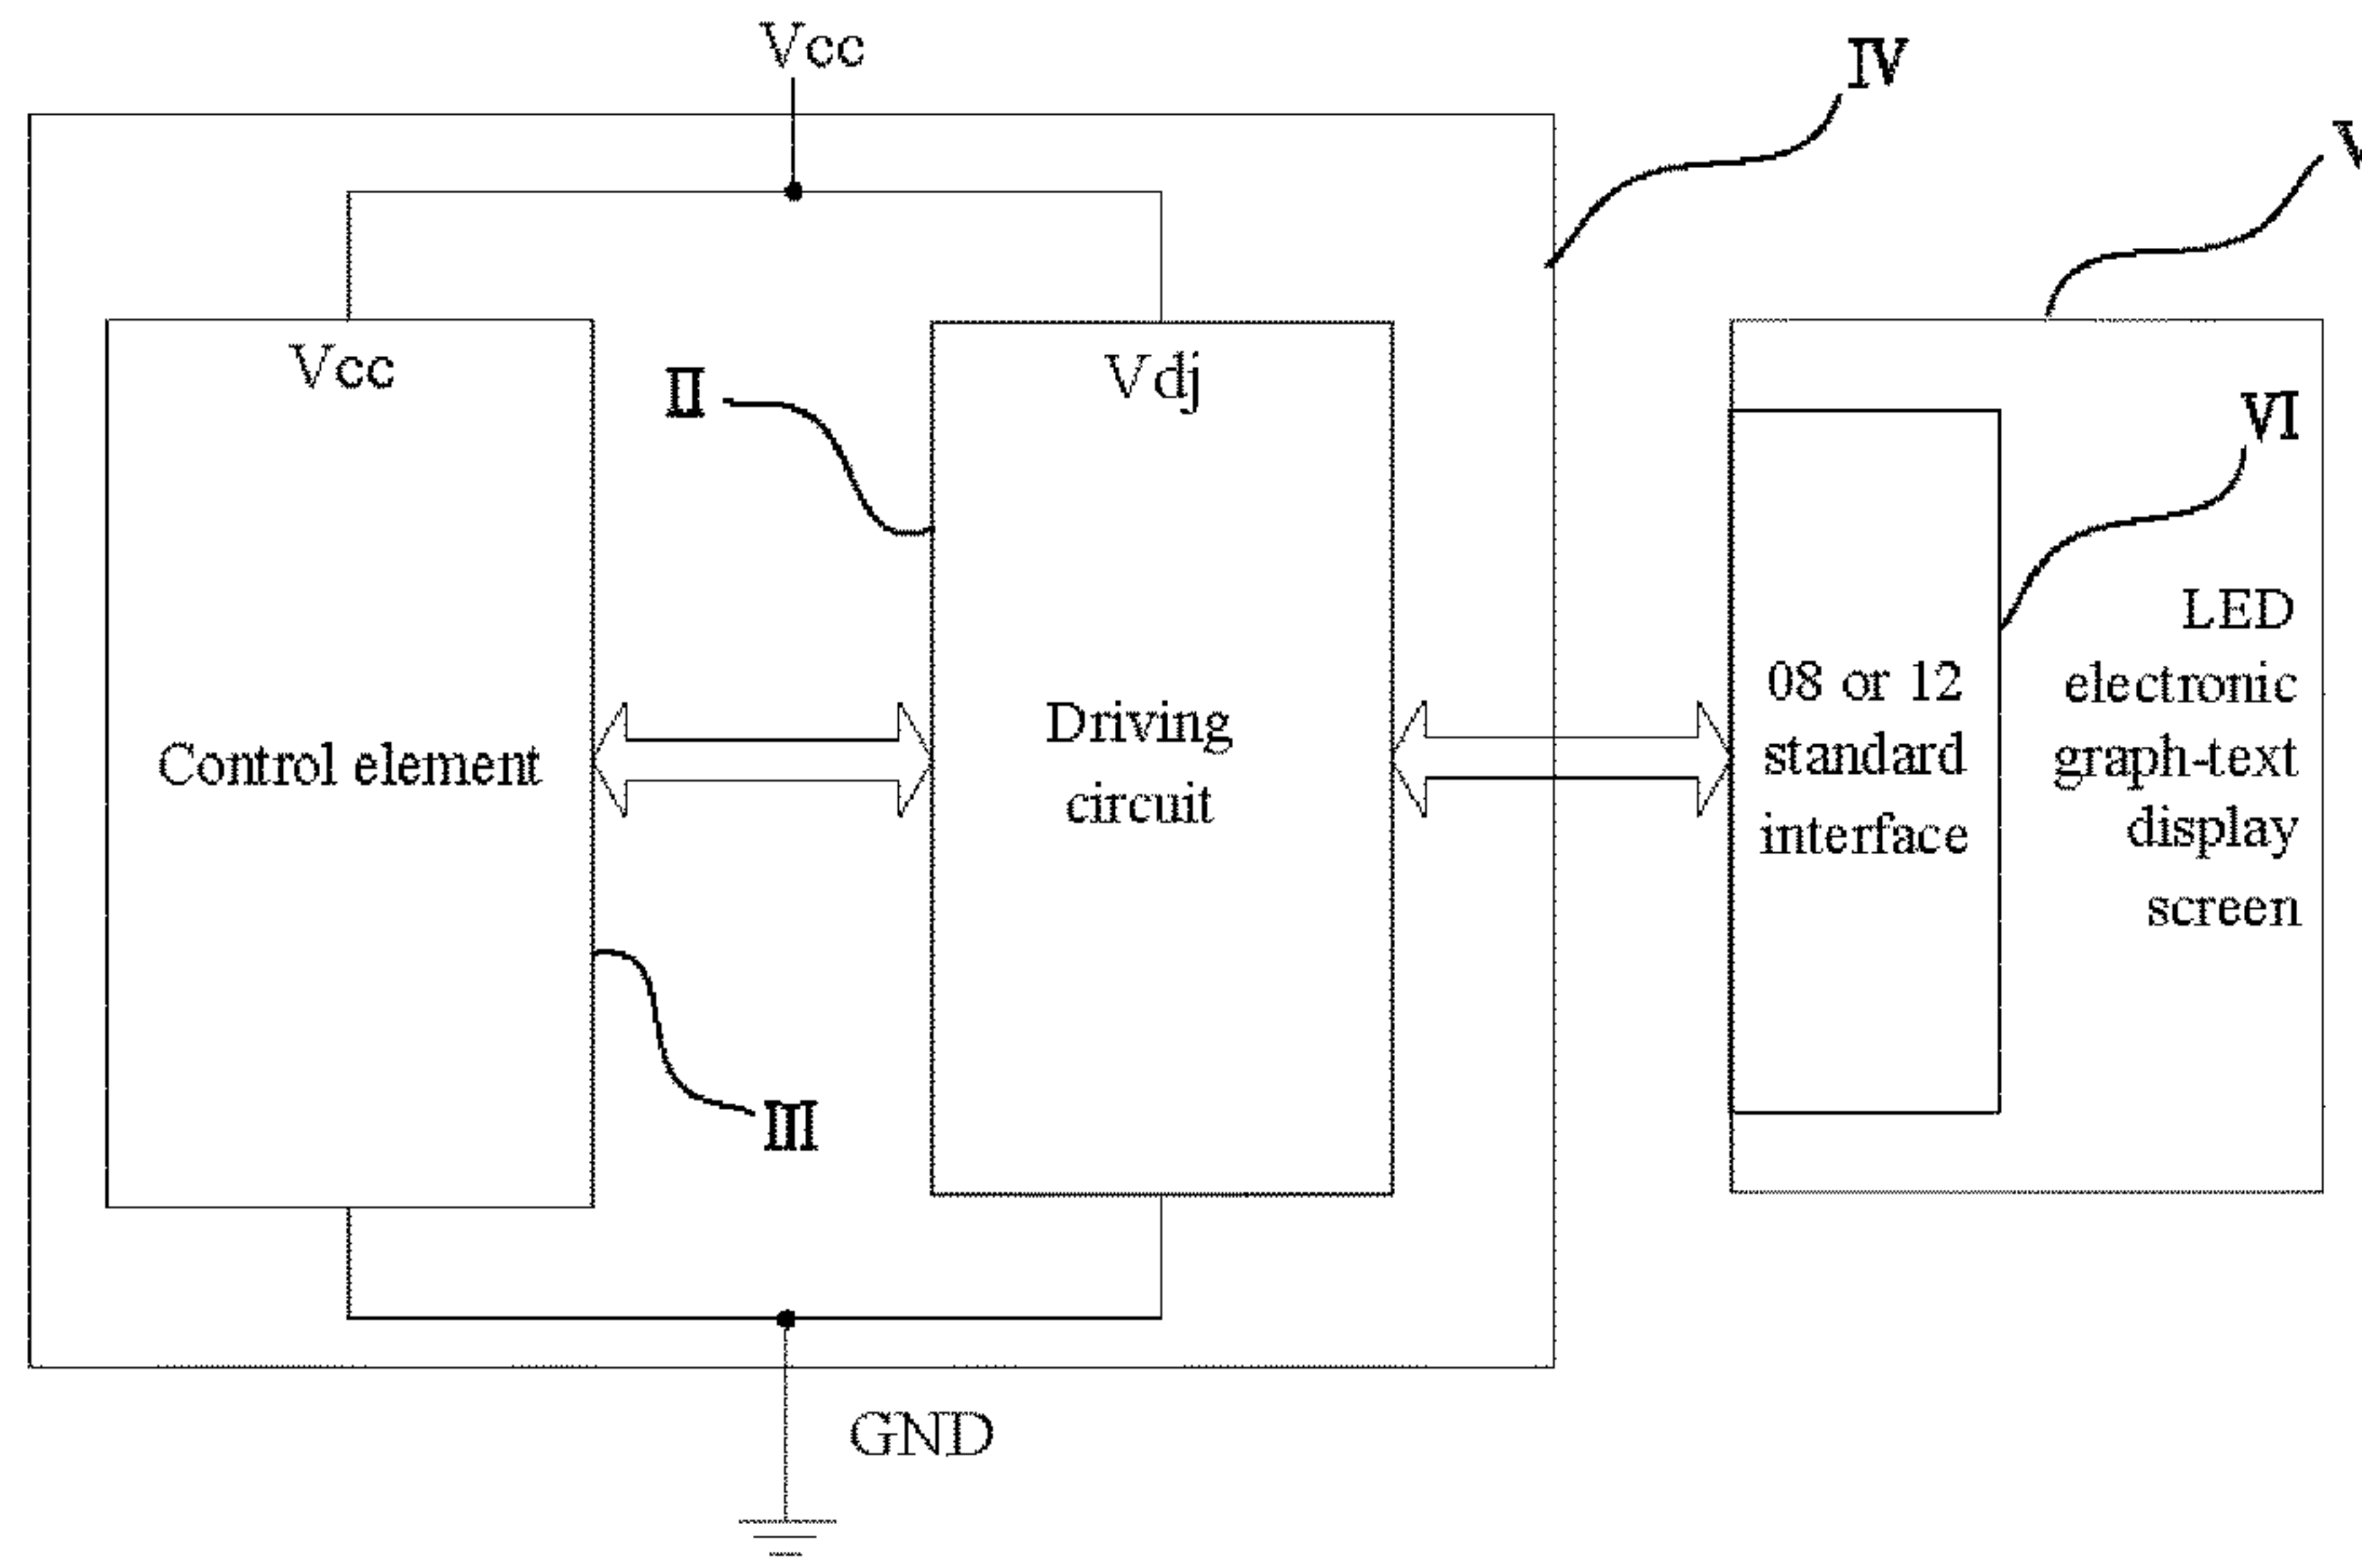 Vcc
IV
V
Vcc
II
Vdj
VI
Control element
Driving
circuit
08 or 12
standard
interface
LED
electronic
graph-text
display
screen
III
GND